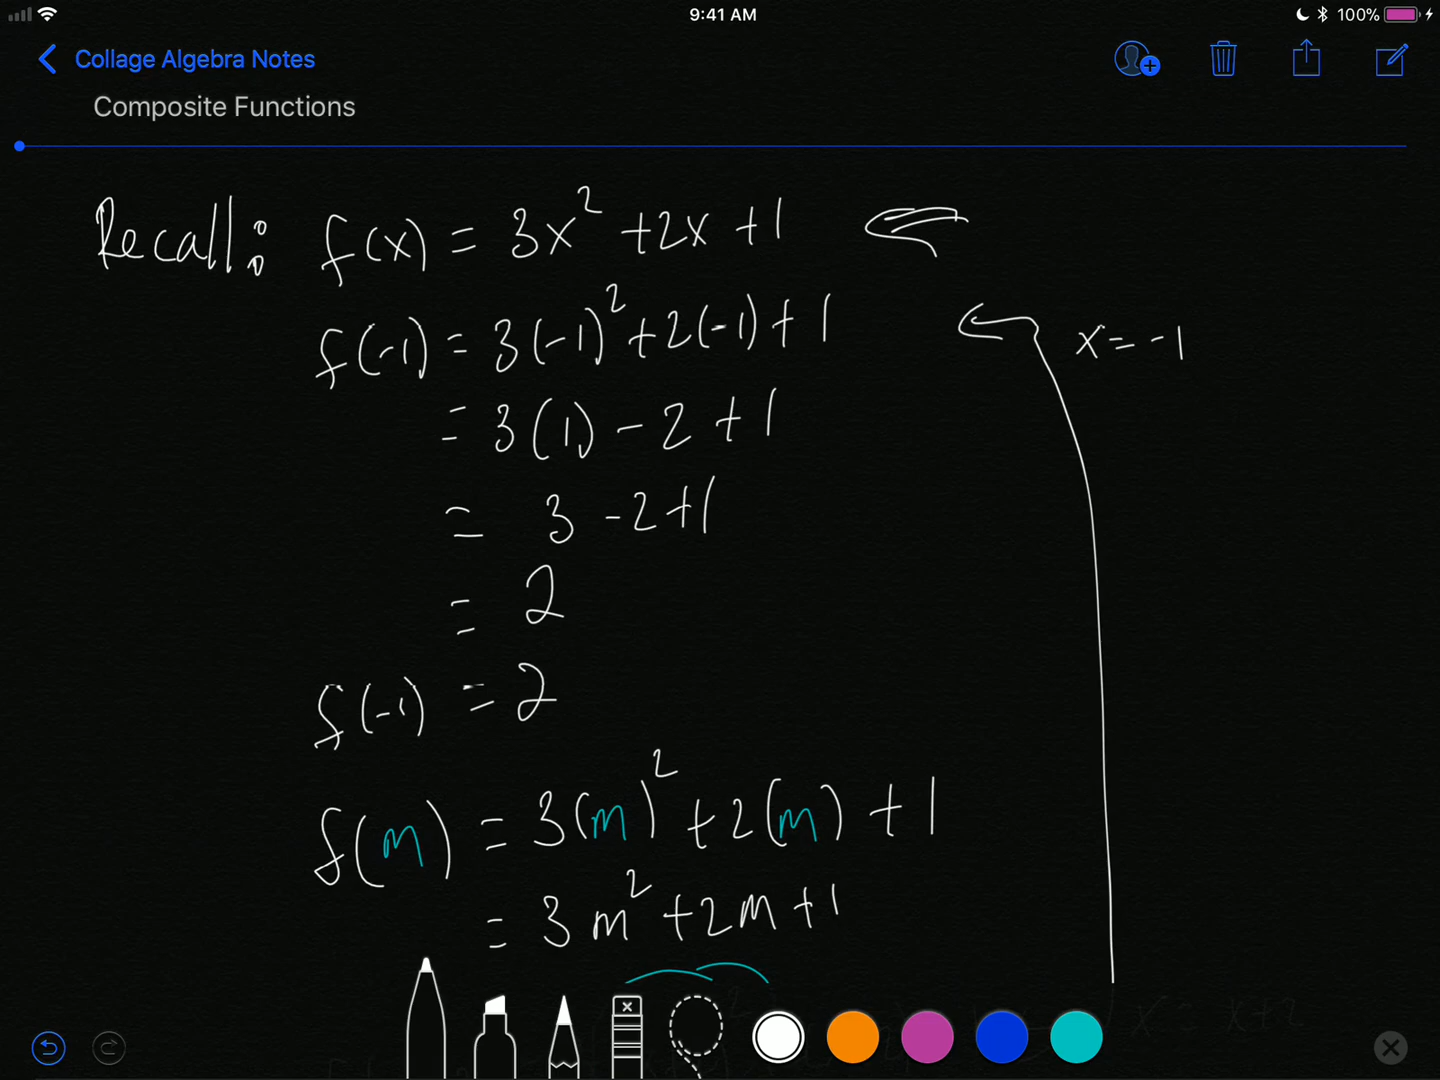 9:41 AM
100%
Collage Algebra Notes
Composite Functions
Recall: f(x) = 3x² + 2x + 1
f(-1) = 3(-1)² + 2(-1) + 1
x = -1
= 3(1) - 2 + 1
= 3 - 2 + 1
= 2
f(-1) = 2
f(m) = 3(m)² + 2(m) + 1
= 3m² + 2m + 1
x = x+2